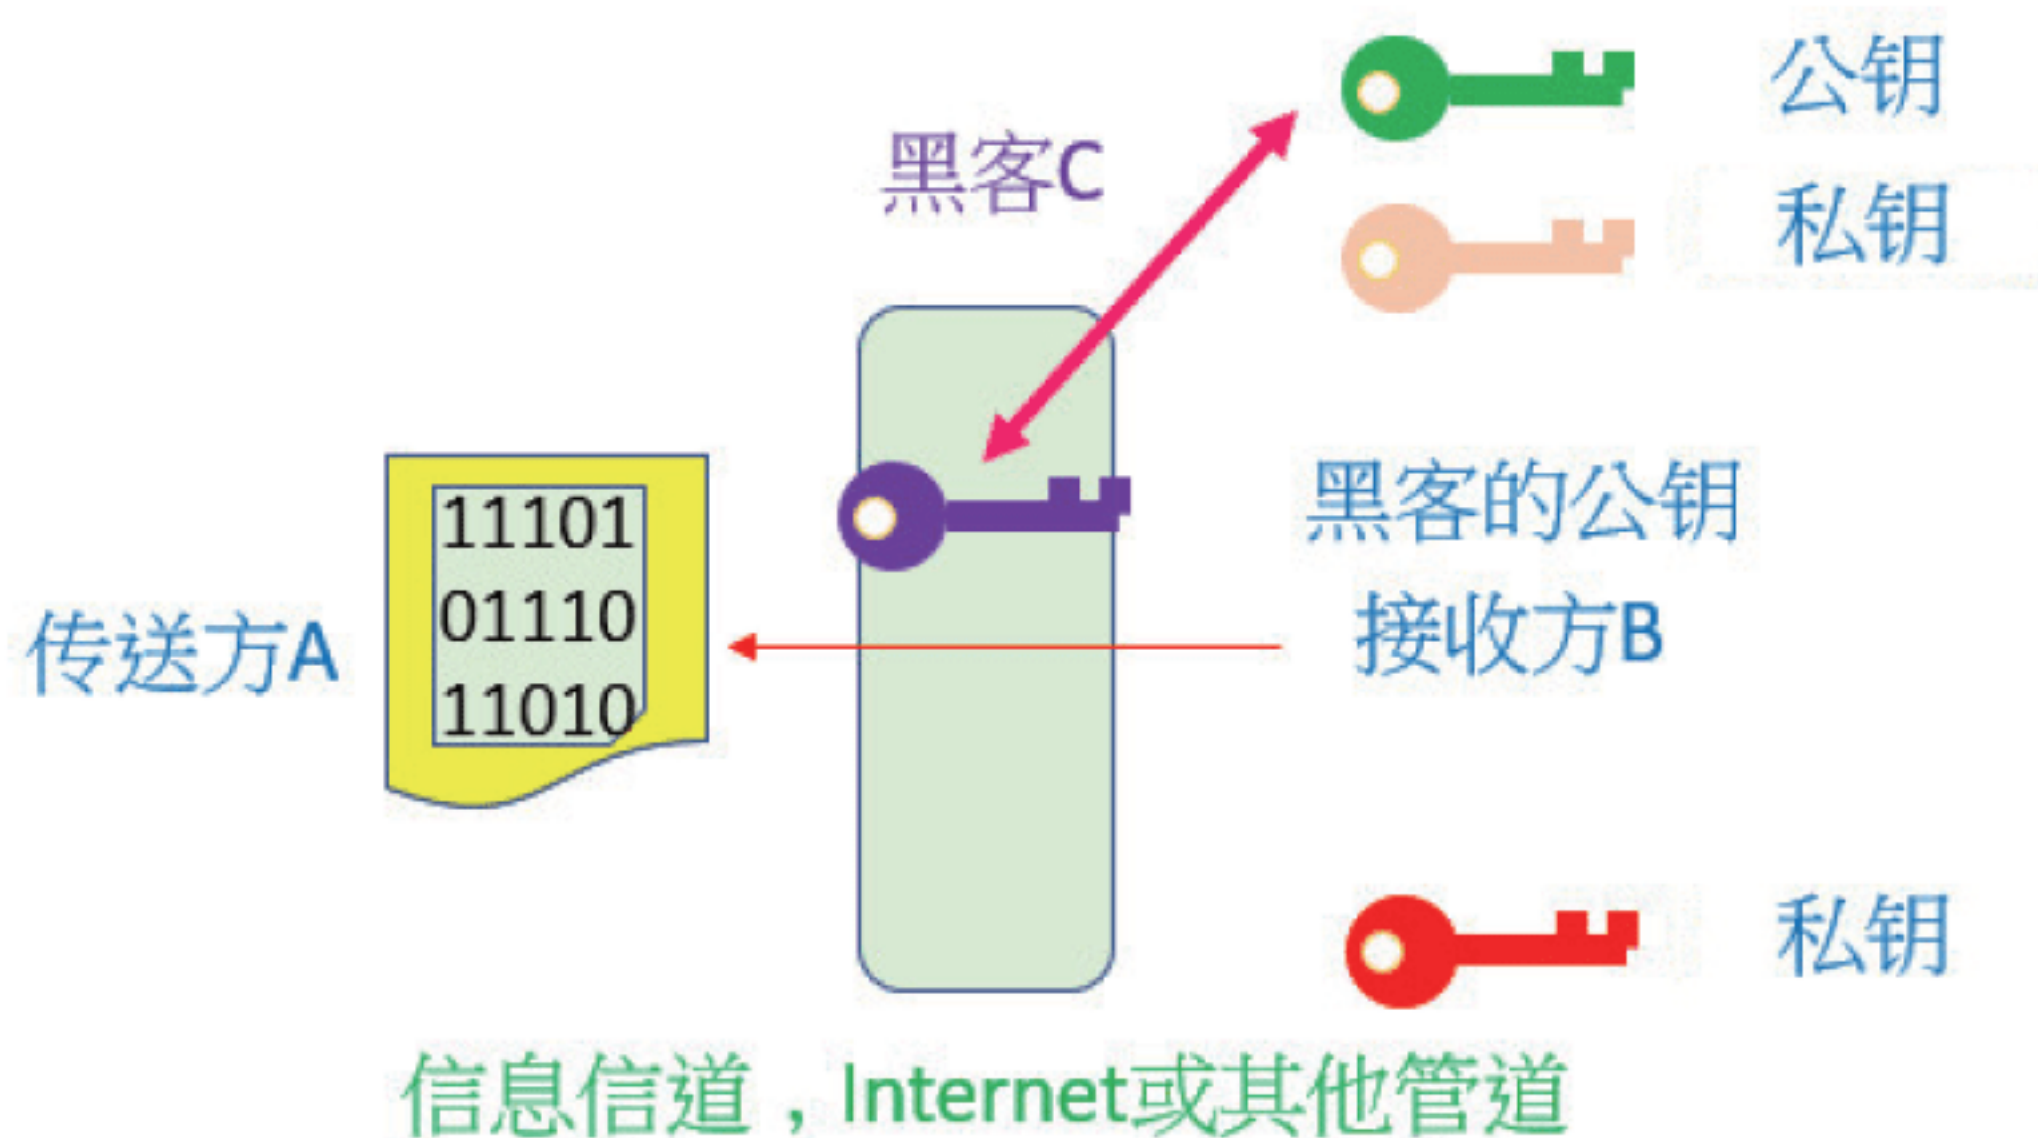 公钥
黑客C
私钥
11101
01110
11010
黑客的公钥
传送方A
接收方B
私钥
信息信道，Internet或其他管道